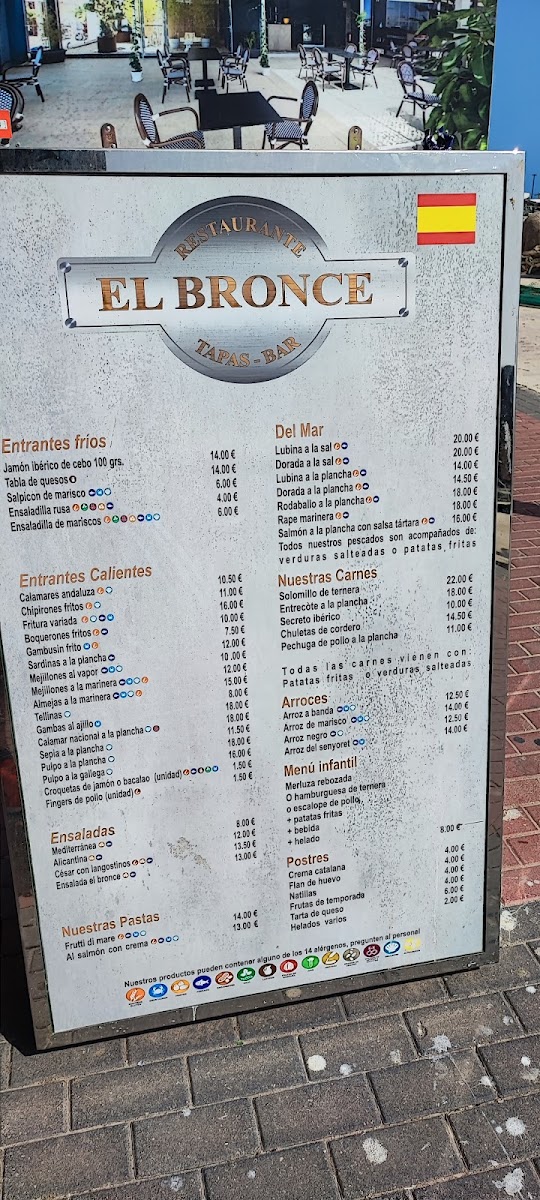 RESTAURANTE
EL BRONCE
TAPAS - BAR
Entrantes fríos
Jamón ibérico de cebo 100 grs. 14.00 €
Tabla de quesos 14.00 €
Salpicon de marisco 6.00 €
Ensaladilla rusa 4.00 €
Ensaladilla de mariscos 6.00 €
Entrantes Calientes
Calamares andaluza 10.50 €
Chipirones fritos 11.00 €
Fritura variada 16.00 €
Boquerones fritos 10.00 €
Gambusin frito 7.50 €
Sardinas a la plancha 12.00 €
Mejillones al vapor 10.00 €
Mejillones a la marinera 12.00 €
Almejas a la marinera 15.00 €
Tellinas 8.00 €
Gambas al ajillo 18.00 €
Calamar nacional a la plancha 18.00 €
Sepia a la plancha 11.50 €
Pulpo a la plancha 18.00 €
Pulpo a la gallega 16.00 €
Croquetas de jamón o bacalao (unidad) 1.50 €
Fingers de pollo (unidad) 1.50 €
Ensaladas
Mediterránea 8.00 €
Alicantina 12.00 €
César con langostinos 13.50 €
Ensalada el bronce 13.00 €
Nuestras Pastas
Frutti di mare 14.00 €
Al salmón con crema 13.00 €
Del Mar
Lubina a la sal 20.00 €
Dorada a la sal 20.00 €
Lubina a la plancha 14.00 €
Dorada a la plancha 14.50 €
Rodaballo a la plancha 18.00 €
Rape marinera 18.00 €
Salmón a la plancha con salsa tártara 16.00 €
Todos nuestros pescados son acompañados de:
verduras salteadas o patatas fritas
Nuestras Carnes
Solomillo de ternera 22.00 €
Entrecòte a la plancha 18.00 €
Secreto ibérico 10.00 €
Chuletas de cordero 14.50 €
Pechuga de pollo a la plancha 11.00 €
Todas las carnes vienen con:
Patatas fritas o verduras salteadas
Arroces
Arroz a banda 12.50 €
Arroz de marisco 14.00 €
Arroz negro 12.50 €
Arroz del senyoret 14.00 €
Menú infantil
Merluza rebozada
O hamburguesa de ternera
o escalope de pollo
+ patatas fritas
+ bebida
+ helado 8.00 €
Postres
Crema catalana 4.00 €
Flan de huevo 4.00 €
Natillas 4.00 €
Frutas de temporada 4.00 €
Tarta de queso 6.00 €
Helados varios 2.00 €
Nuestros productos pueden contener alguno de los 14 alérgenos, pregunten al personal